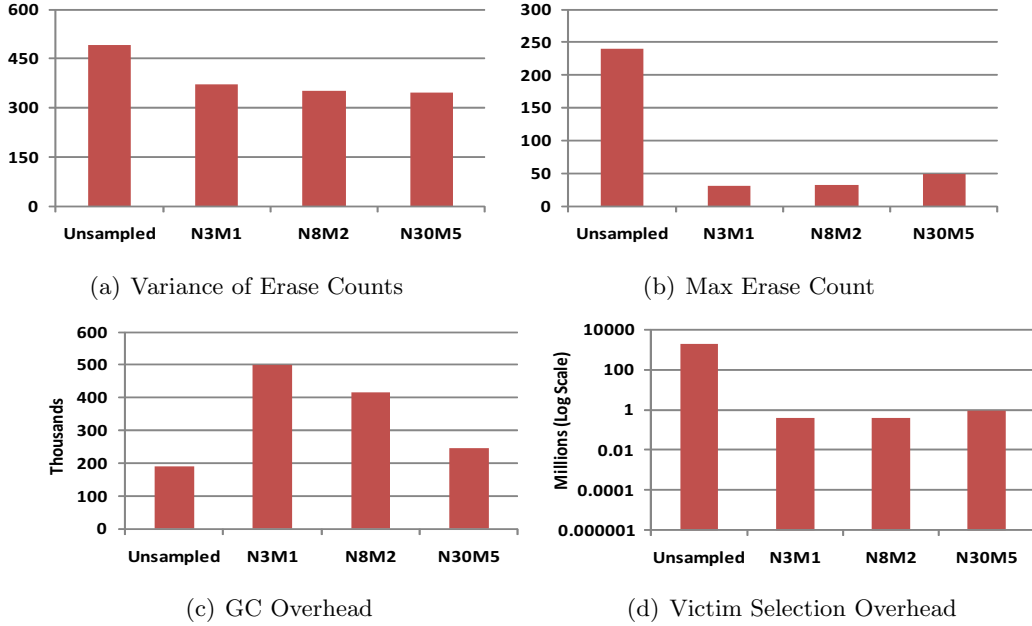 600
450
300
150
0
Unsampled N3M1 N8M2 N30M5
(a) Variance of Erase Counts
300
250
200
150
100
50
0
Unsampled N3M1 N8M2 N30M5
(b) Max Erase Count
600
500
400
300
200
100
0
Thousands
Unsampled N3M1 N8M2 N30M5
(c) GC Overhead
10000
100
1
0.01
0.0001
0.000001
Millions (Log Scale)
Unsampled N3M1 N8M2 N30M5
(d) Victim Selection Overhead